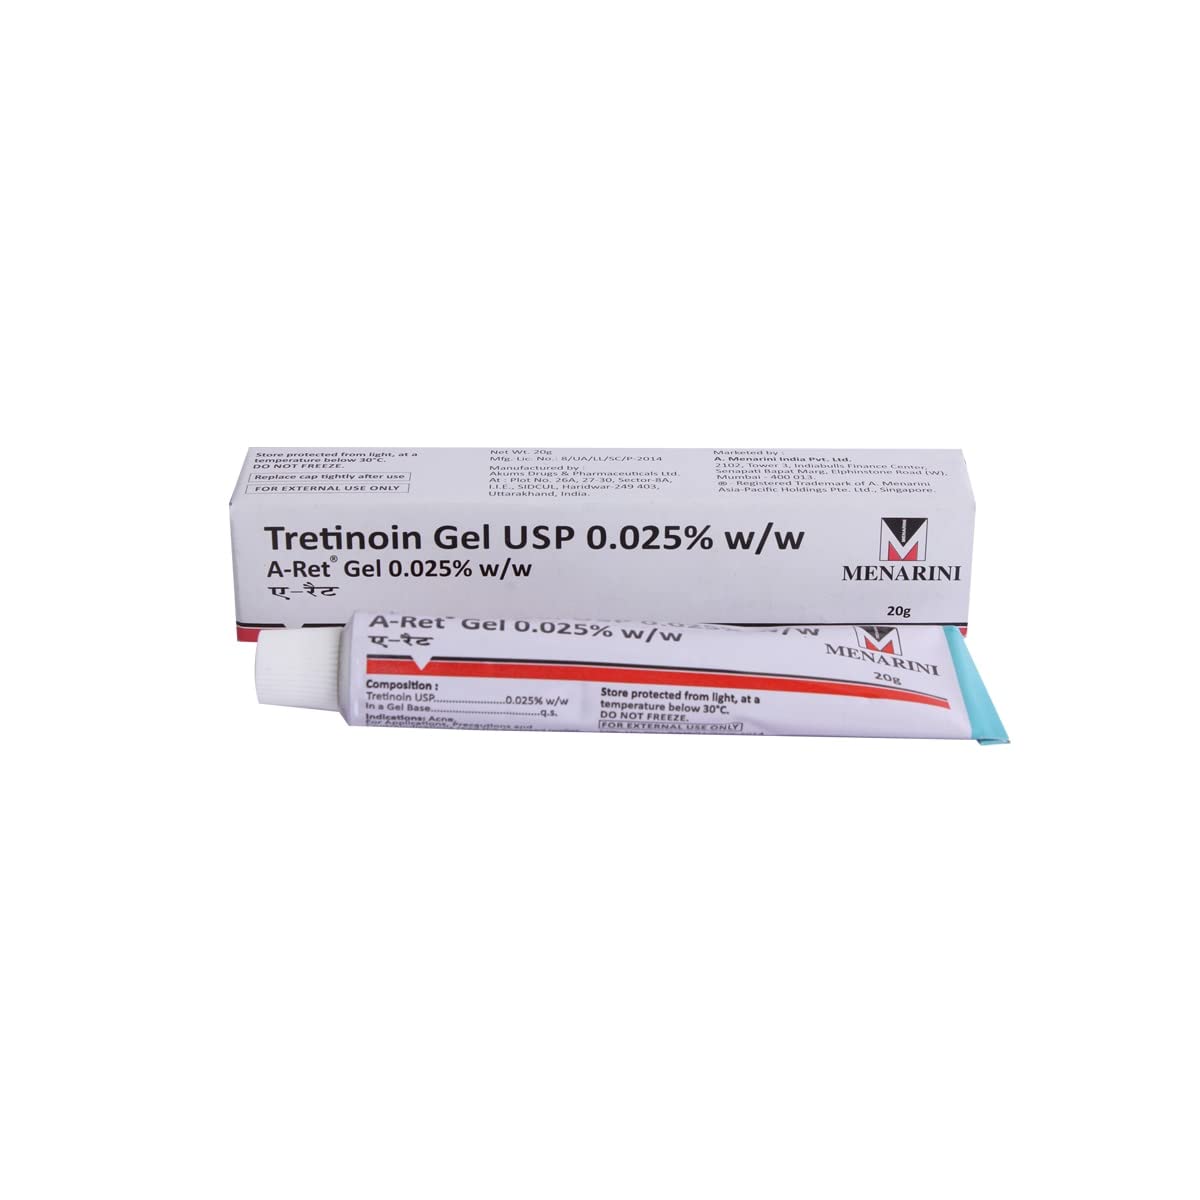 Store protected from light, at a
temperature below 30°C.
DO NOT FREEZE.
Replace cap tightly after use
FOR EXTERNAL USE ONLY
Net Wt. 20g
Mfg. Lic. No.: 8/UA/LL/SC/P-2014
Manufactured by :
Akums Drugs & Pharmaceuticals Ltd.
At : Plot No. 26A, 27-30, Sector-8A,
I.I.E., SIDCUL, Haridwar-249 403,
Uttarakhand, India.
Marketed by :
A. Menarini India Pvt. Ltd.
2102, Tower 3, Indiabulls Finance Center,
Senapati Bapat Marg, Elphinstone Road (W),
Mumbai - 400 013.
® - Registered Trademark of A. Menarini
Asia-Pacific Holdings Pte. Ltd., Singapore.
Tretinoin Gel USP 0.025% w/w
A-Ret® Gel 0.025% w/w
ए-रैट
MENARINI
MENARINI
20g
A-Ret® Gel 0.025% w/w
ए-रैट
MENARINI
20g
Composition :
Tretinoin USP....................0.025% w/w
In a Gel Base..............................q.s.
Indications: Acne.
For Applications, Precautions and
Store protected from light, at a
temperature below 30°C.
DO NOT FREEZE.
FOR EXTERNAL USE ONLY